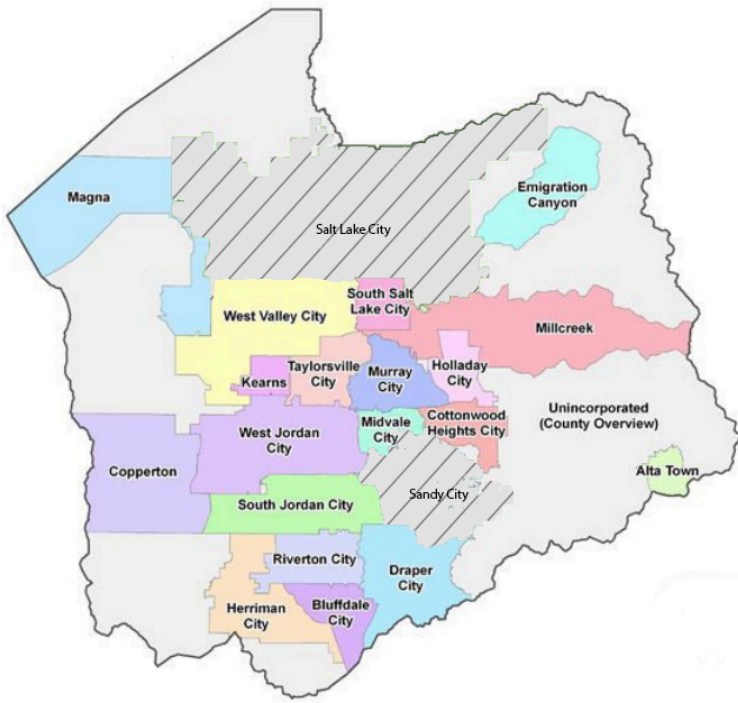 Magna
Emigration
Canyon
Salt Lake City
South Salt
Lake City
West Valley City
Millcreek
Taylorsville
City
Kearns
Murray
City
Holladay
City
Unincorporated
(County Overview)
Midvale
City
Cottonwood
Heights City
West Jordan
City
Copperton
Alta Town
Sandy City
South Jordan City
Riverton City
Draper
City
Herriman
City
Bluffdale
City